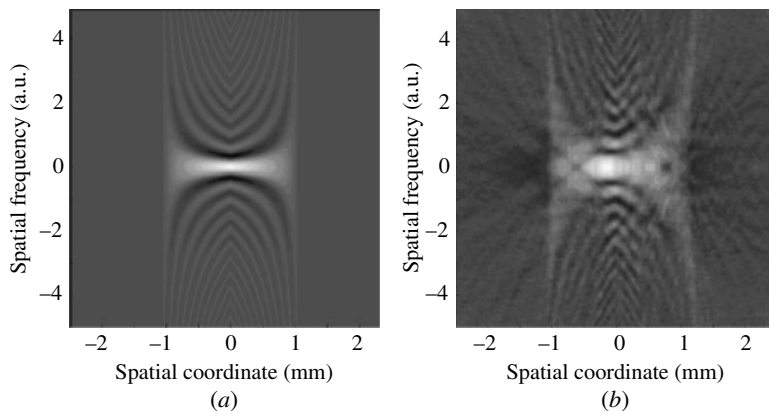 4
2
0
−2
−4
Spatial frequency (a.u.)
−2 −1 0 1 2
Spatial coordinate (mm)
(a)
4
2
0
−2
−4
Spatial frequency (a.u.)
−2 −1 0 1 2
Spatial coordinate (mm)
(b)